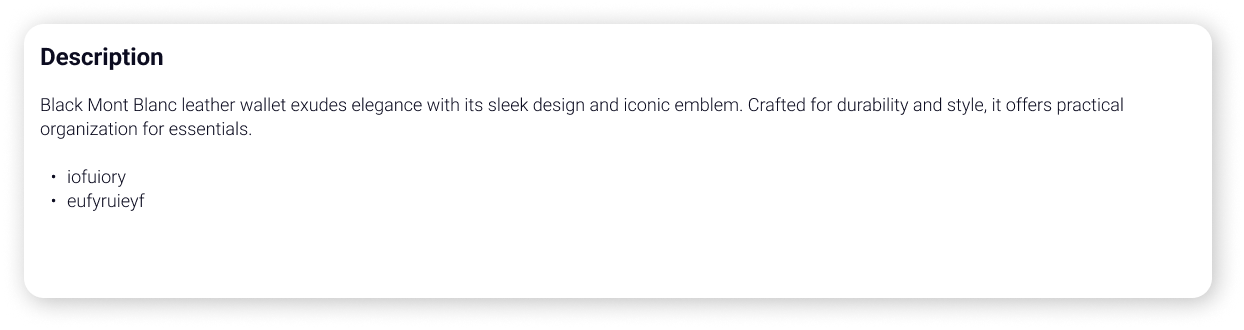 Description
Black Mont Blanc leather wallet exudes elegance with its sleek design and iconic emblem. Crafted for durability and style, it offers practical
organization for essentials.
• iofuiory
• eufyruieyf